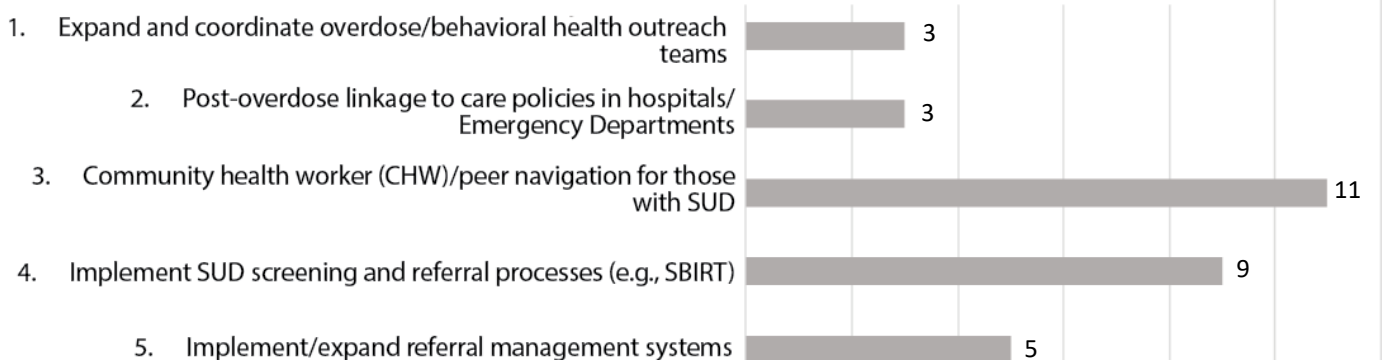 1. Expand and coordinate overdose/behavioral health outreach
teams
3
2. Post-overdose linkage to care policies in hospitals/
Emergency Departments
3
3. Community health worker (CHW)/peer navigation for those
with SUD
11
4. Implement SUD screening and referral processes (e.g., SBIRT)
9
5. Implement/expand referral management systems
5